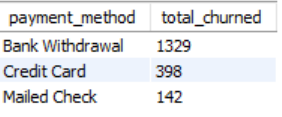 payment_method total_churned
Bank Withdrawal 1329
Credit Card 398
Mailed Check 142